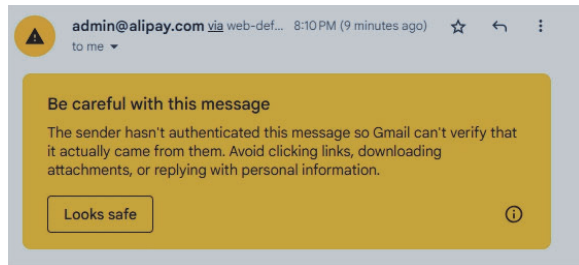 admin@alipay.com via web-def... 8:10 PM (9 minutes ago)
to me
Be careful with this message
The sender hasn't authenticated this message so Gmail can't verify that
it actually came from them. Avoid clicking links, downloading
attachments, or replying with personal information.
Looks safe